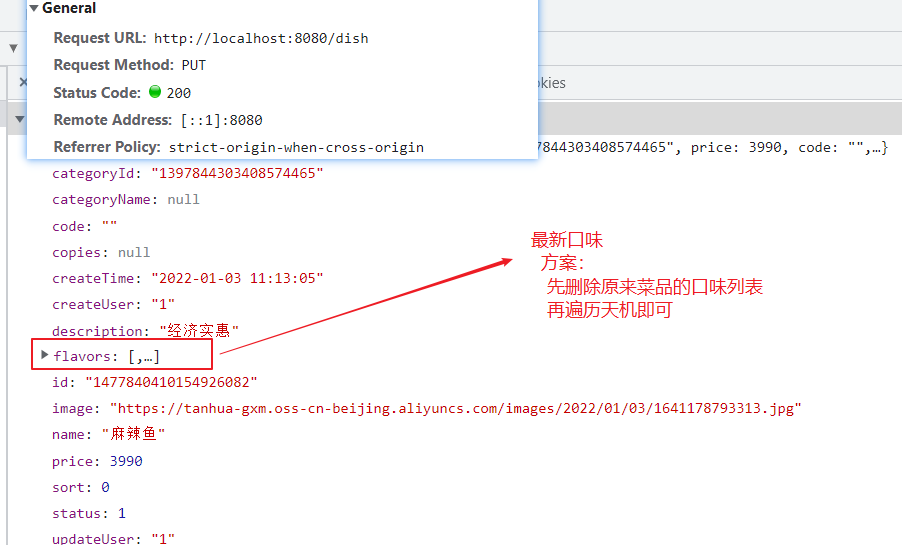 General
Request URL: http://localhost:8080/dish
Request Method: PUT
Status Code: 200
Remote Address: [::1]:8080
okies
Referrer Policy: strict-origin-when-cross-origin
7844303408574465", price: 3990, code: "",…}
categoryId: "1397844303408574465"
categoryName: null
code: ""
copies: null
createTime: "2022-01-03 11:13:05"
createUser: "1"
description: "经济实惠"
flavors: [,…]
id: "1477840410154926082"
image: "https://tanhua-gxm.oss-cn-beijing.aliyuncs.com/images/2022/01/03/1641178793313.jpg"
name: "麻辣鱼"
price: 3990
sort: 0
status: 1
updateUser: "1"
最新口味
方案：
先删除原来菜品的口味列表
再遍历天机即可